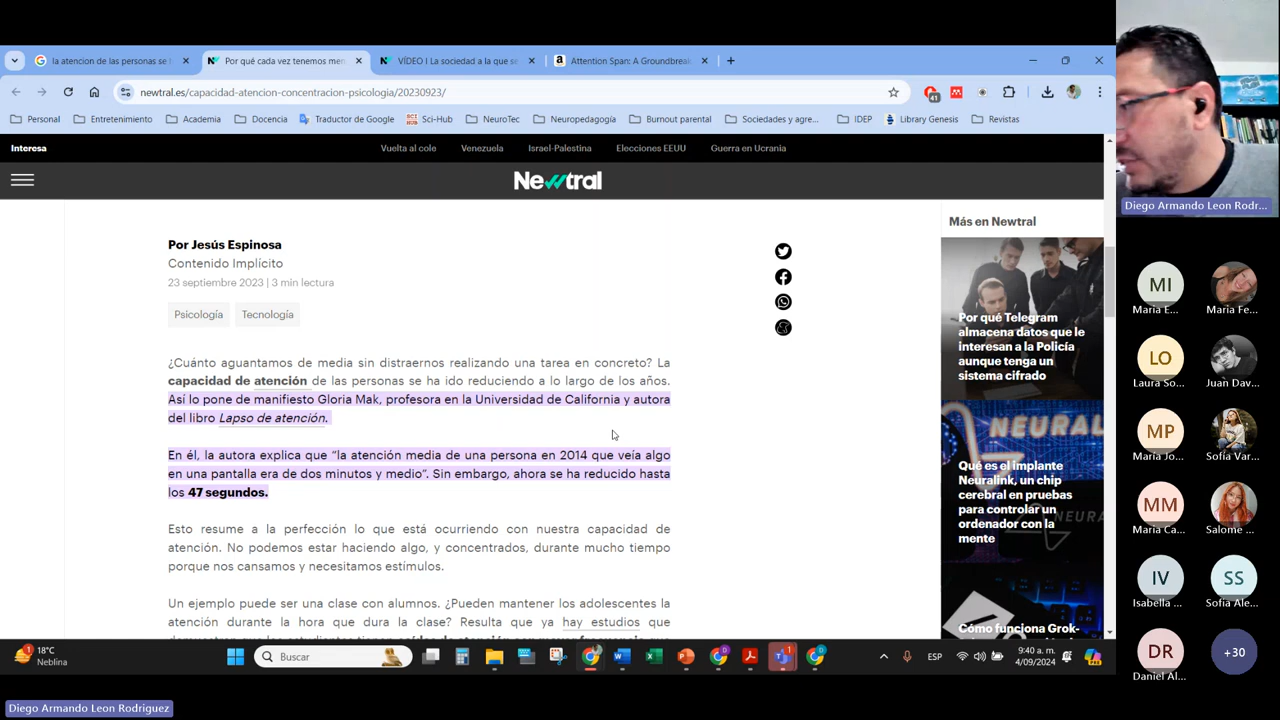 la atencion de las personas se h
Por qué cada vez tenemos men
VÍDEO I La sociedad a la que se
Attention Span: A Groundbreak
newtral.es/capacidad-atencion-concentracion-psicologia/20230923/
41
Personal
Entretenimiento
Academia
Docencia
Traductor de Google
SCI HUB
Sci-Hub
NeuroTec
Neuropedagogía
Burnout parental
Sociedades y agre...
IDEP
Library Genesis
Revistas
Interesa
Vuelta al cole
Venezuela
Israel-Palestina
Elecciones EEUU
Guerra en Ucrania
Newtral
Por Jesús Espinosa
Contenido Implícito
23 septiembre 2023 | 3 min lectura
Psicología
Tecnología
¿Cuánto aguantamos de media sin distraernos realizando una tarea en concreto? La
capacidad de atención de las personas se ha ido reduciendo a lo largo de los años.
Así lo pone de manifiesto Gloria Mak, profesora en la Universidad de California y autora
del libro Lapso de atención.
En él, la autora explica que “la atención media de una persona en 2014 que veía algo
en una pantalla era de dos minutos y medio”. Sin embargo, ahora se ha reducido hasta
los 47 segundos.
Esto resume a la perfección lo que está ocurriendo con nuestra capacidad de
atención. No podemos estar haciendo algo, y concentrados, durante mucho tiempo
porque nos cansamos y necesitamos estímulos.
Un ejemplo puede ser una clase con alumnos. ¿Pueden mantener los adolescentes la
atención durante la hora que dura la clase? Resulta que ya hay estudios que
Más en Newtral
Por qué Telegram
almacena datos que le
interesan a la Policía
aunque tenga un
sistema cifrado
NEURAL
Qué es el implante
Neuralink, un chip
cerebral en pruebas
para controlar un
ordenador con la
mente
Cómo funciona Grok-
18°C
Neblina
Buscar
ESP
9:40 a. m.
4/09/2024
Diego Armando Leon Rodr...
MI
Maria E...
Maria Fe...
LO
Laura So...
Juan Dav...
MP
Maria Jo...
Sofía Var...
MM
Maria Ca...
Salome ...
IV
Isabella ...
SS
Sofia Ale...
DR
Daniel Al...
+30
Diego Armando Leon Rodriguez